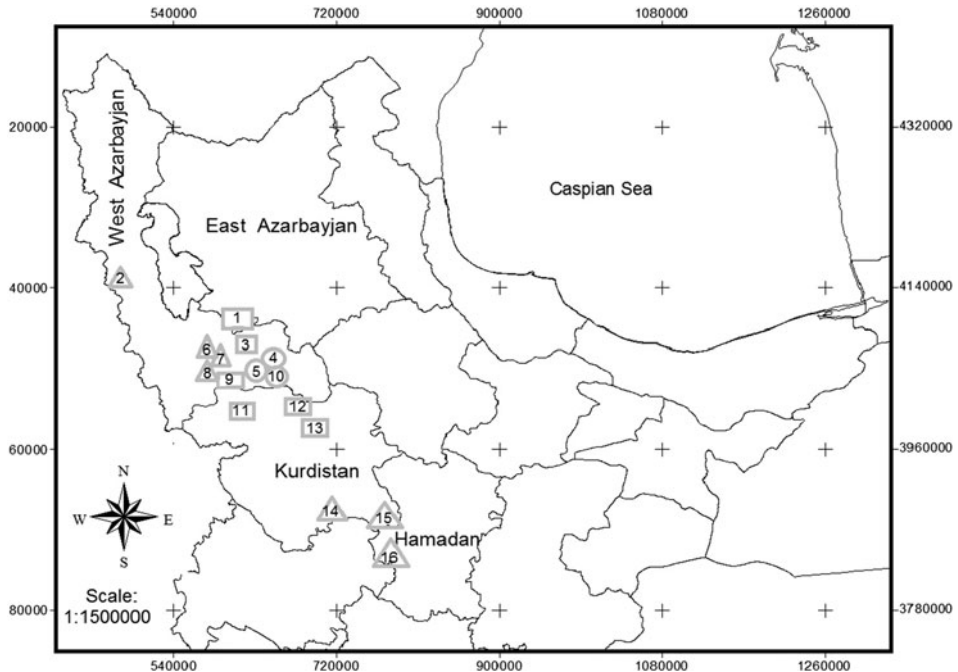 540000 720000 900000 1080000 1260000
20000 4320000
West Azarbayjan
East Azarbayjan
Caspian Sea
2
40000 4140000
1
3
6 7 4
8 9 5 10
11 12
13
60000 3960000
Kurdistan
N
W E
S
14 15
Hamadan
16
Scale:
1:1500000
80000 3780000
540000 720000 900000 1080000 1260000